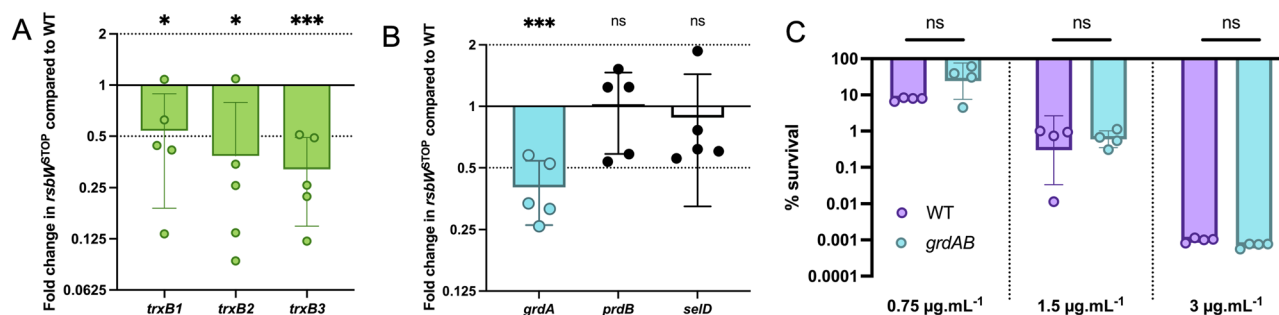 A
* * ***
Fold change in rsbWSTOP compared to WT
2
1
0.5
0.25
0.125
0.0625
trxB1 trxB2 trxB3
B
*** ns ns
Fold change in rsbWSTOP compared to WT
2
1
0.5
0.25
0.125
grdA prdB selD
C
ns ns ns
% survival
100
10
1
0.1
0.01
0.001
0.0001
WT
grdAB
0.75 µg.mL-1 1.5 µg.mL-1 3 µg.mL-1